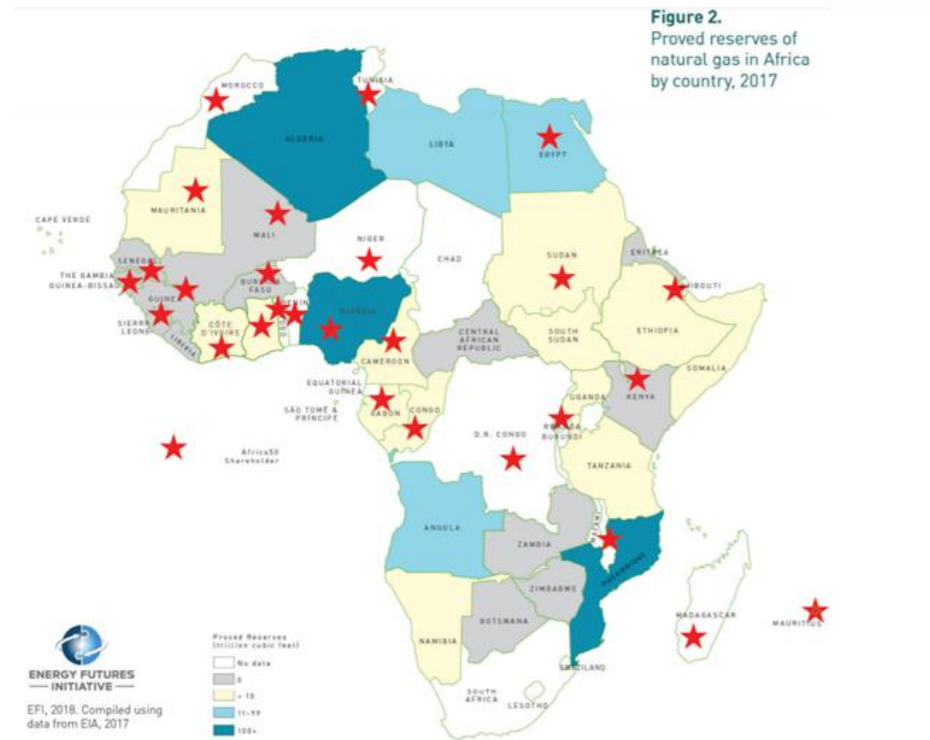 Figure 2.
Proved reserves of
natural gas in Africa
by country, 2017
MOROCCO
TUNISIA
ALGERIA
LIBYA
EGYPT
CAPE VERDE
MAURITANIA
MALI
NIGER
CHAD
SUDAN
ERITREA
SENEGAL
THE GAMBIA
GUINEA-BISSAU
GUINEA
BURKINA
FASO
BENIN
NIGERIA
DJIBOUTI
SIERRA
LEONE
LIBERIA
CÔTE
D'IVOIRE
TOGO
CENTRAL
AFRICAN
REPUBLIC
SOUTH
SUDAN
ETHIOPIA
CAMEROON
SOMALIA
EQUATORIAL
GUINEA
SÃO TOMÉ &
PRÍNCIPE
GABON
CONGO
UGANDA
KENYA
RWANDA
BURUNDI
D.R. CONGO
Africa50
Shareholder
TANZANIA
ANGOLA
MALAWI
ZAMBIA
MOZAMBIQUE
ZIMBABWE
MADAGASCAR
MAURITIUS
BOTSWANA
NAMIBIA
SWAZILAND
SOUTH
AFRICA
LESOTHO
Proved Reserves
(trillion cubic feet)
No data
0
< 10
11-99
100+
ENERGY FUTURES
INITIATIVE
EFI, 2018. Compiled using
data from EIA, 2017